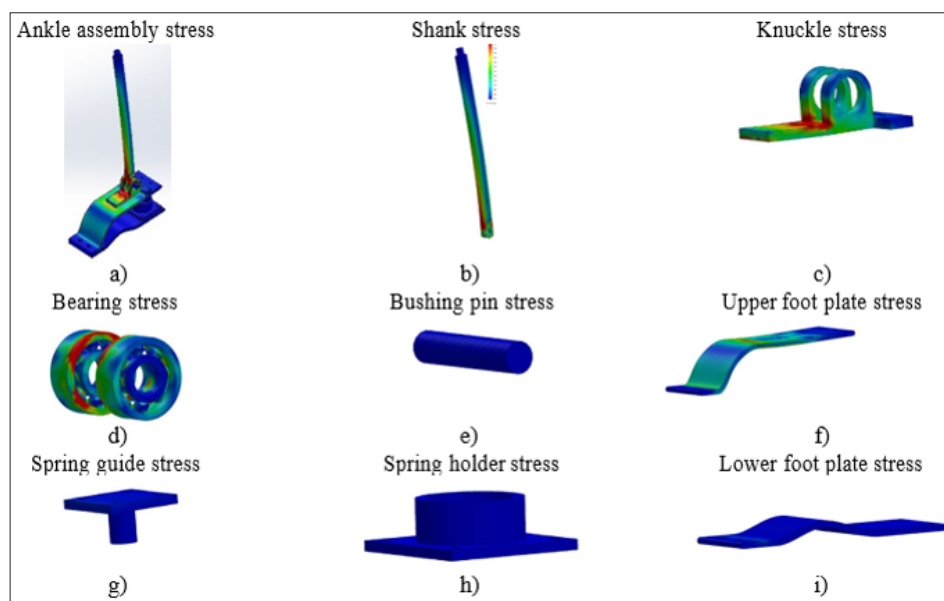 Ankle assembly stress
Shank stress
Knuckle stress
a)
b)
c)
Bearing stress
Bushing pin stress
Upper foot plate stress
d)
e)
f)
Spring guide stress
Spring holder stress
Lower foot plate stress
g)
h)
i)